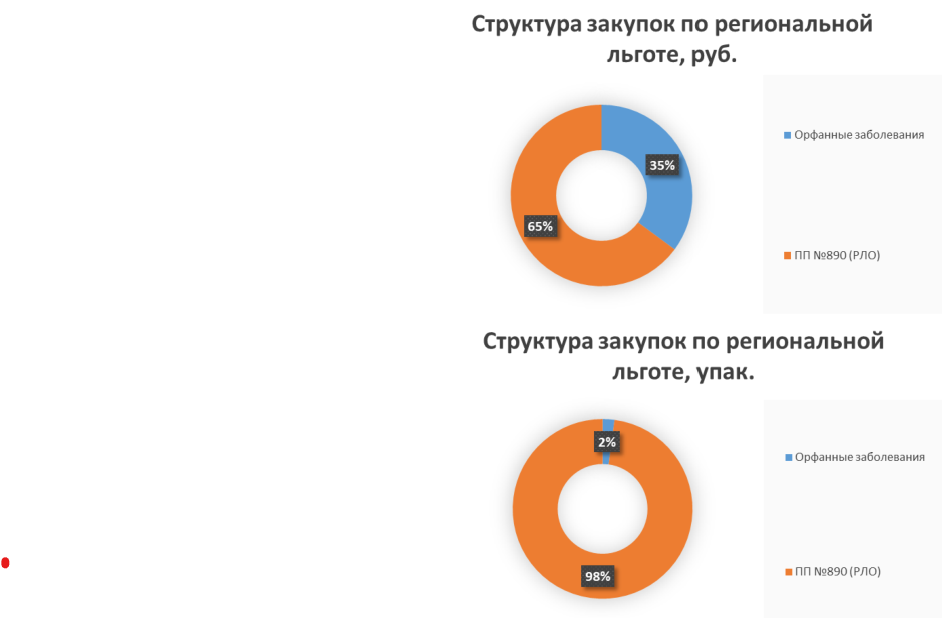 Структура закупок по региональной
льготе, руб.
35%
Орфанные заболевания
65%
ПП №890 (РЛО)
Структура закупок по региональной
льготе, упак.
2%
Орфанные заболевания
98%
ПП №890 (РЛО)